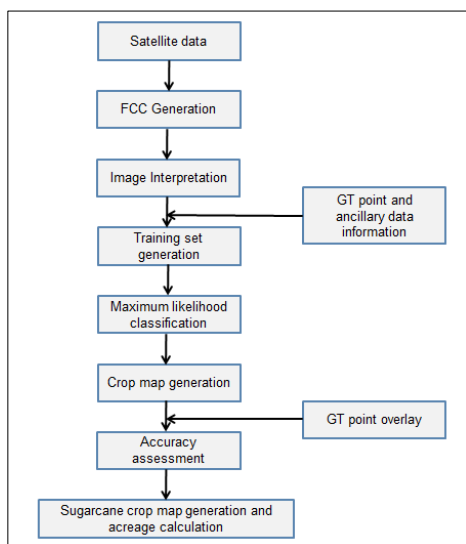 Satellite data
FCC Generation
Image Interpretation
GT point and
ancillary data
information
Training set
generation
Maximum likelihood
classification
Crop map generation
GT point overlay
Accuracy
assessment
Sugarcane crop map generation and
acreage calculation